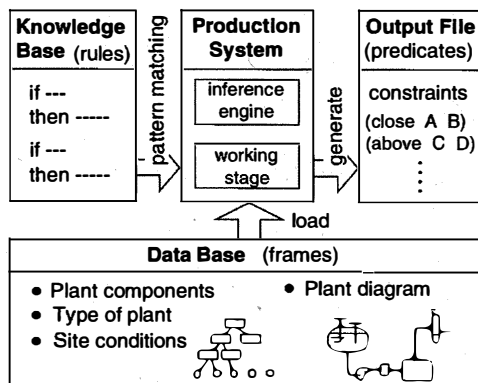 Knowledge
Base (rules)
if ---
then -----
if ---
then -----
pattern matching
Production
System
inference
engine
working
stage
generate
Output File
(predicates)
constraints
(close A B)
(above C D)
load
Data Base (frames)
• Plant components
• Type of plant
• Site conditions
• Plant diagram